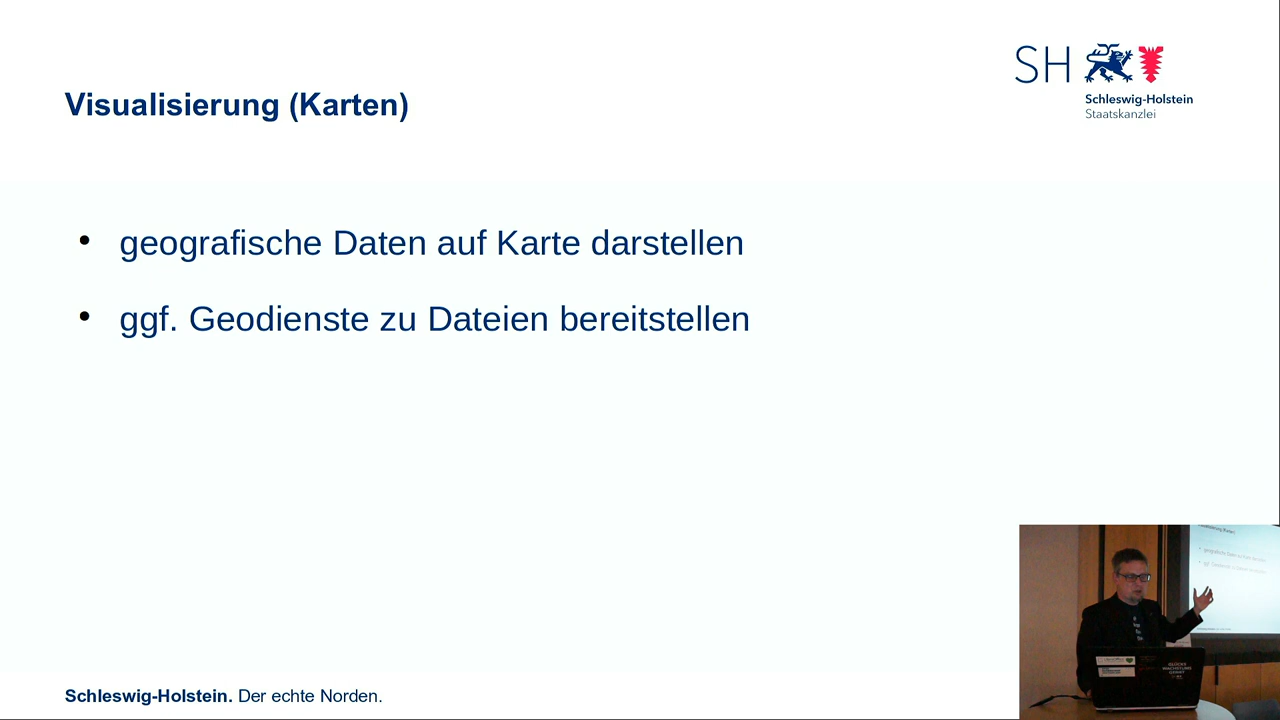 SH
Schleswig-Holstein
Staatskanzlei
Visualisierung (Karten)
• geografische Daten auf Karte darstellen
• ggf. Geodienste zu Dateien bereitstellen
Schleswig-Holstein. Der echte Norden.